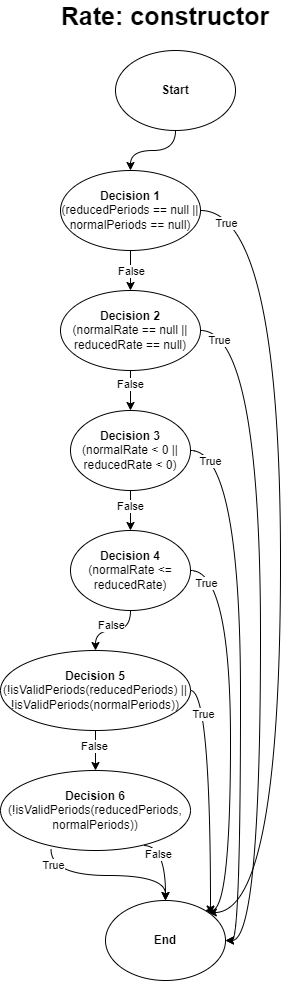 Rate: constructor
Start
Decision 1
(reducedPeriods == null ||
normalPeriods == null)
True
False
Decision 2
(normalRate == null ||
reducedRate == null)
True
False
Decision 3
(normalRate < 0 ||
reducedRate < 0)
True
False
Decision 4
(normalRate <=
reducedRate)
True
False
Decision 5
(!isValidPeriods(reducedPeriods) ||
!isValidPeriods(normalPeriods))
True
False
Decision 6
(!isValidPeriods(reducedPeriods,
normalPeriods))
False
True
End